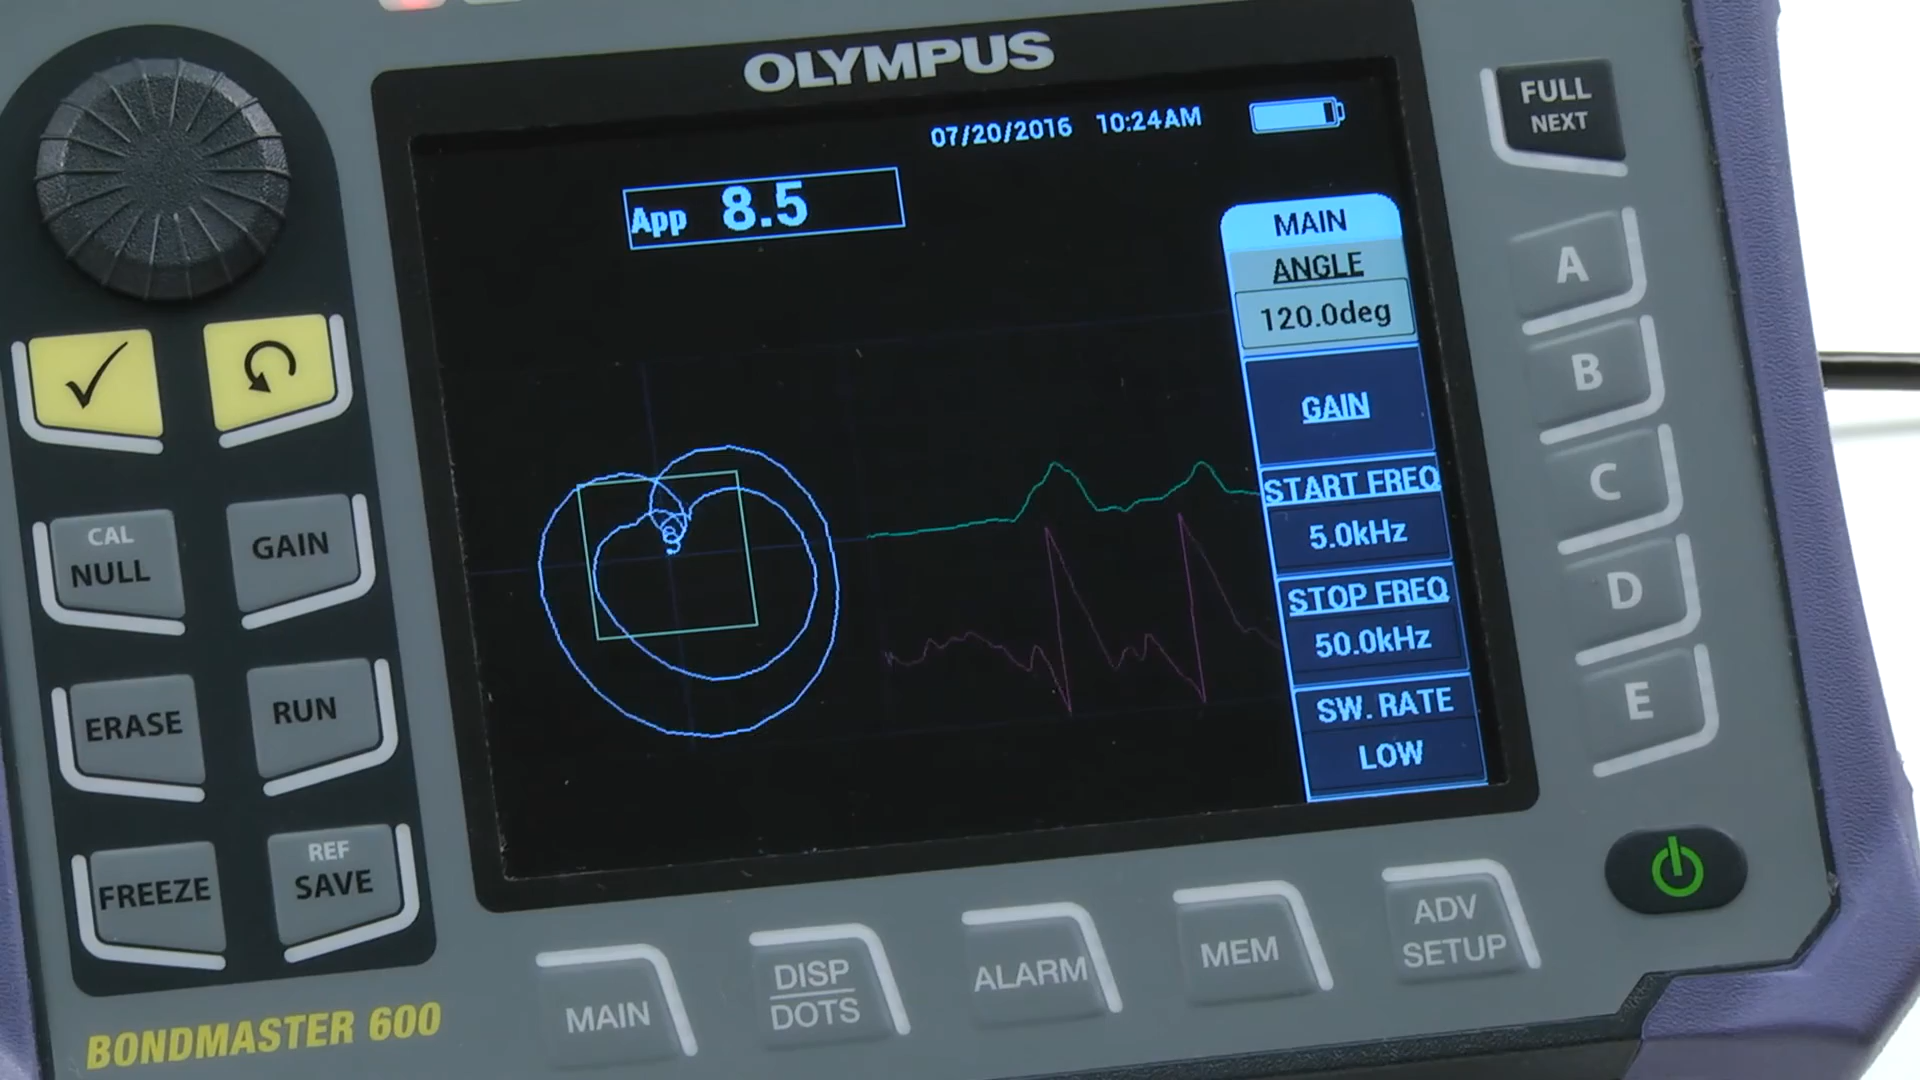 OLYMPUS
07/20/2016 10:24AM
App 8.5
MAIN
ANGLE
120.0deg
GAIN
START FREQ
5.0kHz
STOP FREQ
50.0kHz
SW. RATE
LOW
FULL
NEXT
A
B
C
D
E
CAL
NULL
GAIN
ERASE
RUN
FREEZE
REF
SAVE
BONDMASTER 600
MAIN
DISP
DOTS
ALARM
MEM
ADV
SETUP